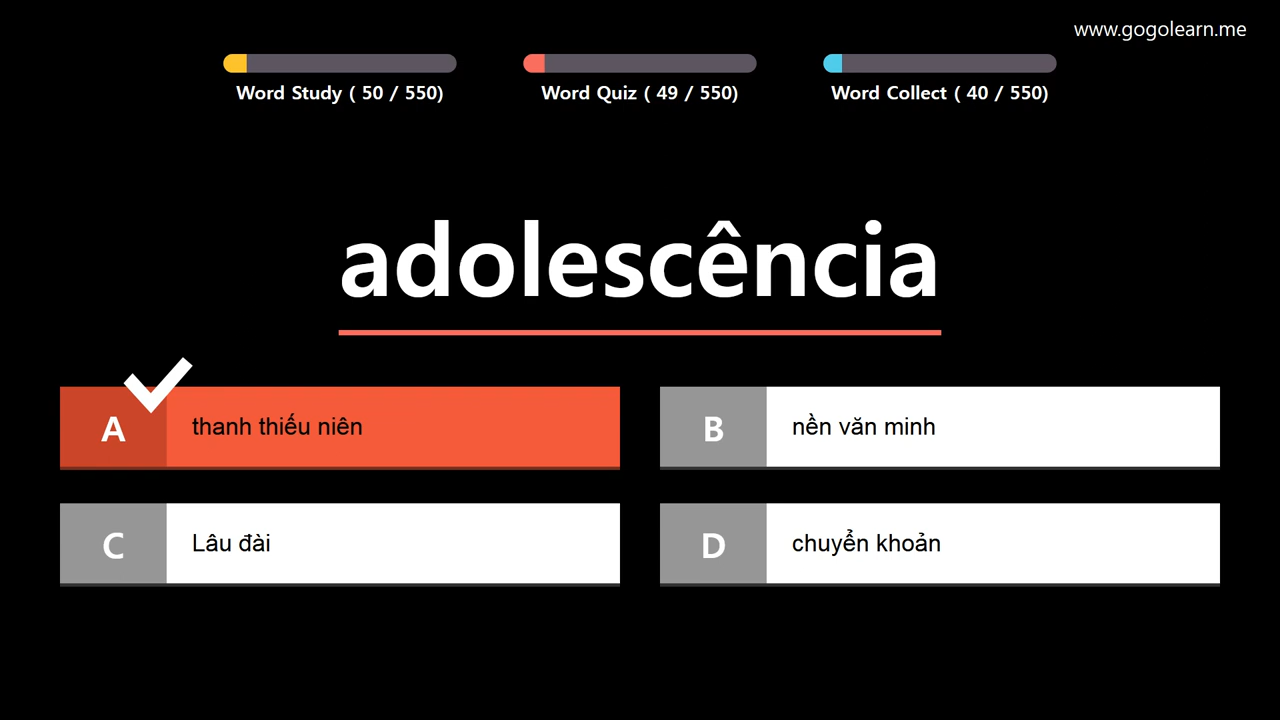 www.gogolearn.me
Word Study ( 50 / 550)
Word Quiz ( 49 / 550)
Word Collect ( 40 / 550)
adolescência
A
thanh thiếu niên
B
nền văn minh
C
Lâu đài
D
chuyển khoản